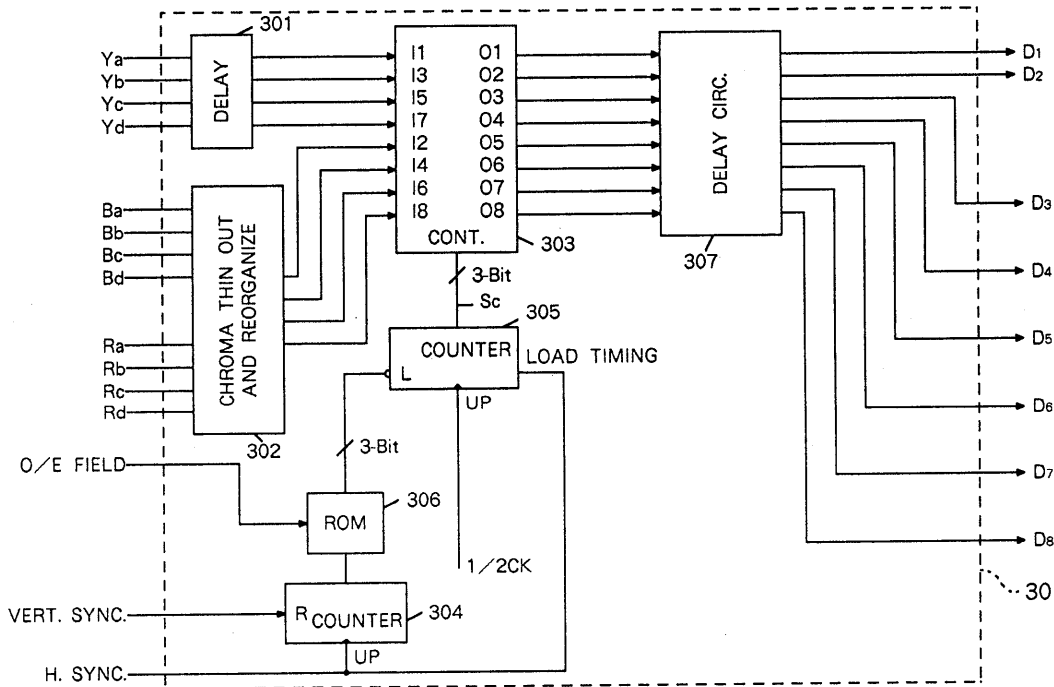 301
Ya
Yb
Yc
Yd
DELAY
I1 O1
I3 O2
I5 O3
I7 O4
I2 O5
I4 O6
I6 O7
I8 O8
CONT.
303
DELAY CIRC.
307
D1
D2
D3
D4
D5
D6
D7
D8
Ba
Bb
Bc
Bd
Ra
Rb
Rc
Rd
CHROMA THIN OUT
AND REORGANIZE
302
3-Bit
Sc
305
COUNTER
L
UP
LOAD TIMING
3-Bit
O/E FIELD
306
ROM
1/2CK
30
VERT. SYNC.
R COUNTER
304
UP
H. SYNC.